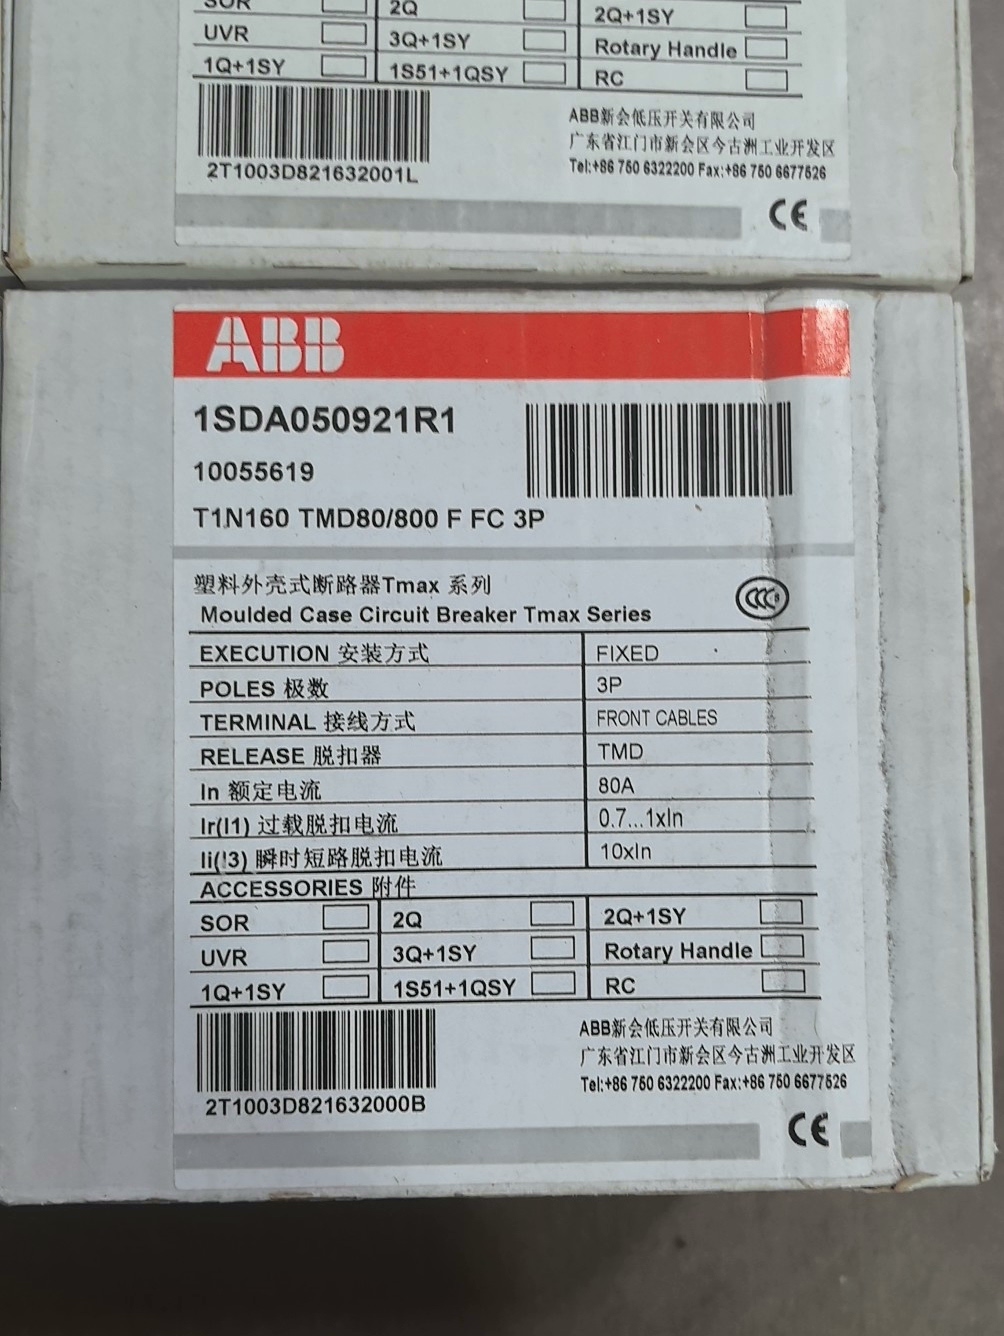 SOR 2Q 2Q+1SY
UVR 3Q+1SY Rotary Handle
1Q+1SY 1S51+1QSY RC
ABB新会低压开关有限公司
广东省江门市新会区今古洲工业开发区
Tel:+86 750 6322200 Fax:+86 750 6677526
2T1003D821632001L
CE
ABB
1SDA050921R1
10055619
T1N160 TMD80/800 F FC 3P
塑料外壳式断路器Tmax 系列
Moulded Case Circuit Breaker Tmax Series
CCC S
EXECUTION 安装方式 FIXED
POLES 极数 3P
TERMINAL 接线方式 FRONT CABLES
RELEASE 脱扣器 TMD
In 额定电流 80A
Ir(I1) 过载脱扣电流 0.7...1xIn
Ii(I3) 瞬时短路脱扣电流 10xIn
ACCESSORIES 附件
SOR 2Q 2Q+1SY
UVR 3Q+1SY Rotary Handle
1Q+1SY 1S51+1QSY RC
ABB新会低压开关有限公司
广东省江门市新会区今古洲工业开发区
Tel:+86 750 6322200 Fax:+86 750 6677526
2T1003D821632000B
CE